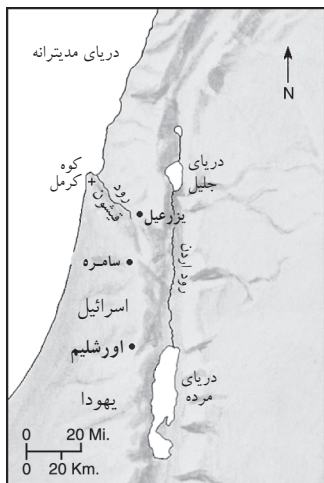 دریای مدیترانه
N
کوه
کرمل
رود
قیشون
دریای
جلیل
یزرعیل
رود اردن
سامره
اسرائیل
اورشلیم
دریای
مرده
یهودا
0 20 Mi.
0 20 Km.